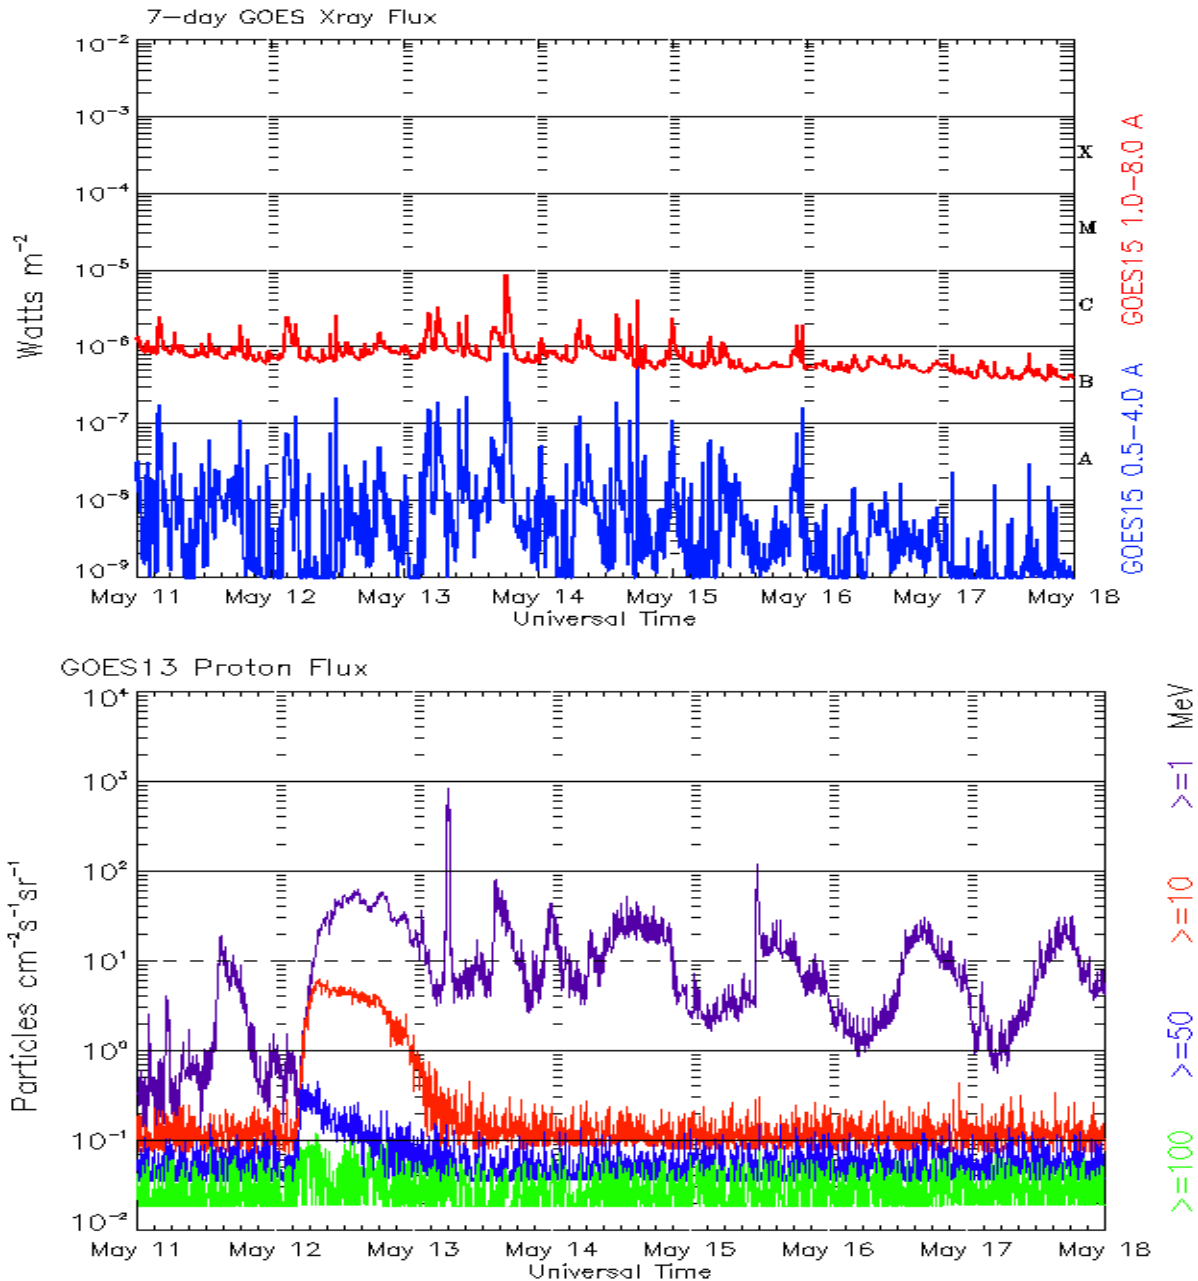 7-day GOES Xray Flux
10⁻²
10⁻³
10⁻⁴
10⁻⁵
10⁻⁶
10⁻⁷
10⁻⁸
10⁻⁹
Watts m⁻²
X
M
C
B
A
GOES15 1.0-8.0 A
GOES15 0.5-4.0 A
May 11 May 12 May 13 May 14 May 15 May 16 May 17 May 18
Universal Time
GOES13 Proton Flux
10⁴
10³
10²
10¹
10⁰
10⁻¹
10⁻²
Particles cm⁻²s⁻¹sr⁻¹
>=1 MeV
>=10
>=50
>=100
May 11 May 12 May 13 May 14 May 15 May 16 May 17 May 18
Universal Time